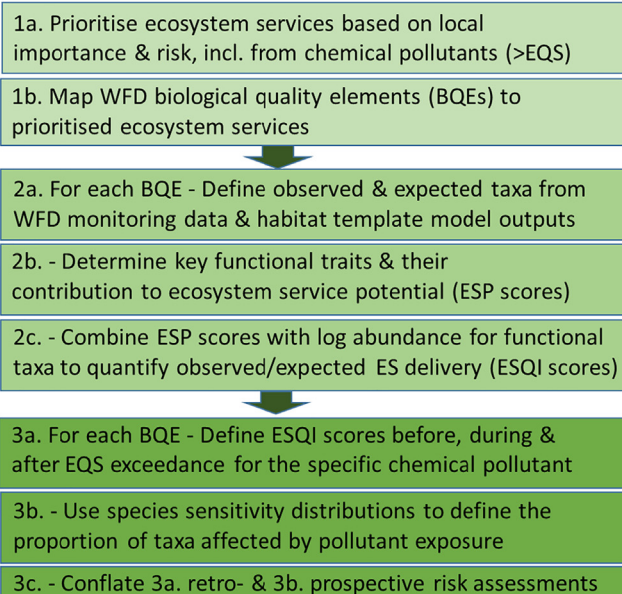 1a. Prioritise ecosystem services based on local
importance & risk, incl. from chemical pollutants (>EQS)
1b. Map WFD biological quality elements (BQEs) to
prioritised ecosystem services
2a. For each BQE - Define observed & expected taxa from
WFD monitoring data & habitat template model outputs
2b. - Determine key functional traits & their
contribution to ecosystem service potential (ESP scores)
2c. - Combine ESP scores with log abundance for functional
taxa to quantify observed/expected ES delivery (ESQI scores)
3a. For each BQE - Define ESQI scores before, during &
after EQS exceedance for the specific chemical pollutant
3b. - Use species sensitivity distributions to define the
proportion of taxa affected by pollutant exposure
3c. - Conflate 3a. retro- & 3b. prospective risk assessments